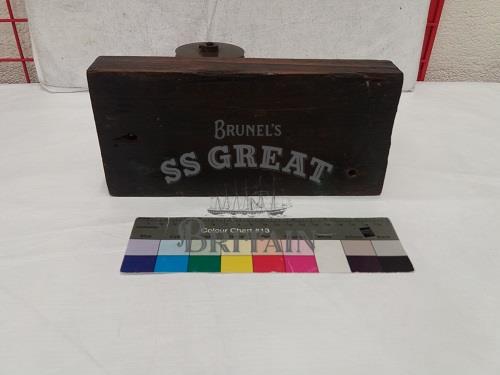 BRUNEL'S
SS GREAT
Colour Chart #13
BRITAIN